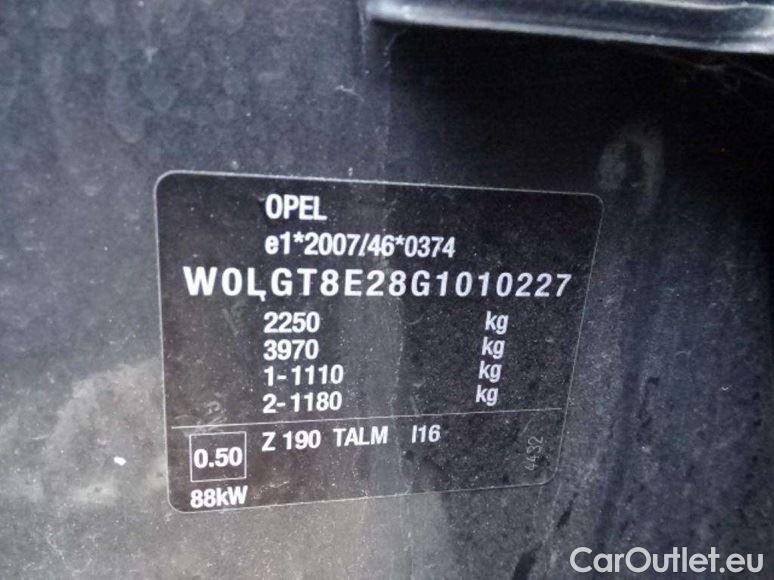 OPEL
e1*2007/46*0374
W0LGT8E28G1010227
2250 kg
3970 kg
1-1110 kg
2-1180 kg
0.50 Z 190 TALM I16
88kW
4432
CarOutlet.eu